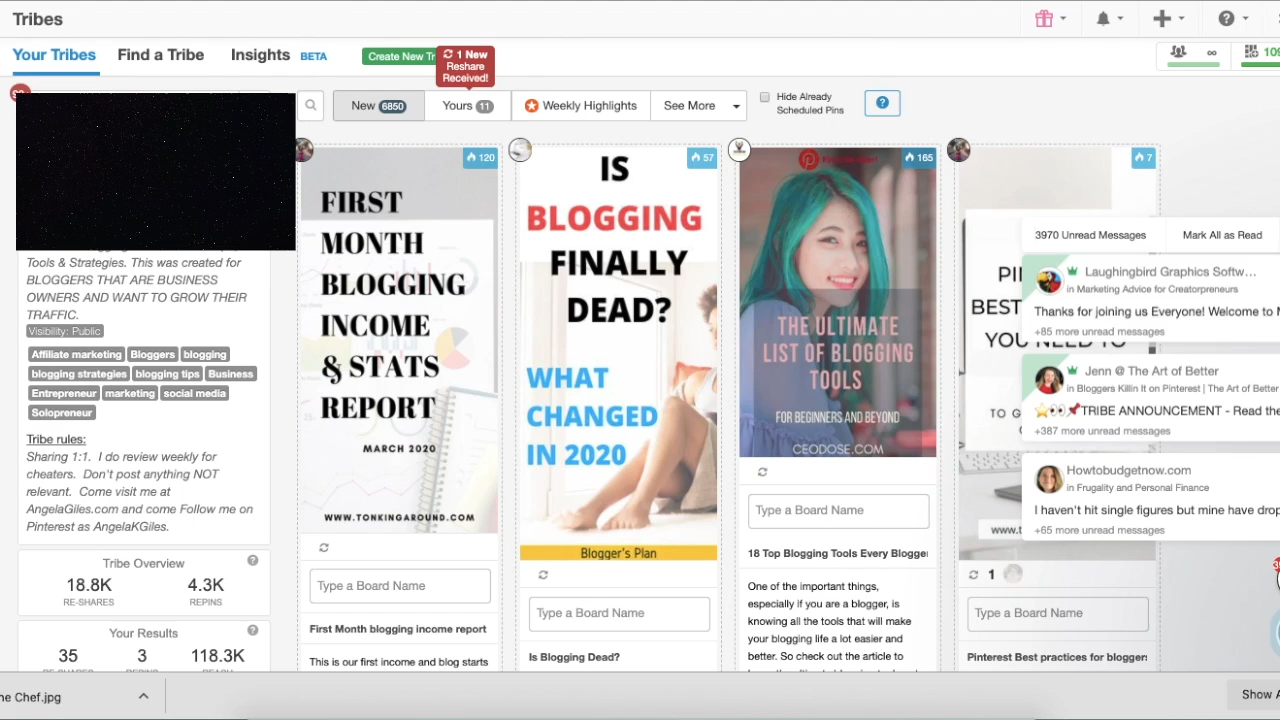 Tribes
Your Tribes
Find a Tribe
Insights
BETA
Create New Tr
1 New
Reshare
Received!
∞
109
New 6850
Yours 11
Weekly Highlights
See More
Hide Already
Scheduled Pins
?
Tools & Strategies. This was created for
BLOGGERS THAT ARE BUSINESS
OWNERS AND WANT TO GROW THEIR
TRAFFIC.
Visibility: Public
Affiliate marketing Bloggers blogging
blogging strategies blogging tips Business
Entrepreneur marketing social media
Solopreneur
Tribe rules:
Sharing 1:1. I do review weekly for
cheaters. Don't post anything NOT
relevant. Come visit me at
AngelaGiles.com and come Follow me on
Pinterest as AngelaKGiles.
Tribe Overview
18.8K 4.3K
RE-SHARES REPINS
Your Results
35 3 118.3K
120
FIRST
MONTH
BLOGGING
INCOME
& STATS
REPORT
MARCH 2020
WWW.TONKINGAROUND.COM
Type a Board Name
First Month blogging income report
This is our first income and blog starts
57
IS
BLOGGING
FINALLY
DEAD?
WHAT
CHANGED
IN 2020
Blogger's Plan
Type a Board Name
Is Blogging Dead?
165
THE ULTIMATE
LIST OF BLOGGING
TOOLS
FOR BEGINNERS AND BEYOND
CEODOSE.COM
Type a Board Name
18 Top Blogging Tools Every Blogger
One of the important things,
especially if you are a blogger, is
knowing all the tools that will make
your blogging life a lot easier and
better. So check out the article to
7
PI
BEST
YOU NEED TO
TO G
www.t
1
Type a Board Name
Pinterest Best practices for bloggers
3970 Unread Messages
Mark All as Read
Laughingbird Graphics Softw…
in Marketing Advice for Creatorpreneurs
Thanks for joining us Everyone! Welcome to M
+85 more unread messages
Jenn @ The Art of Better
in Bloggers Killin It on Pinterest | The Art of Better
TRIBE ANNOUNCEMENT - Read the
+387 more unread messages
Howtobudgetnow.com
in Frugality and Personal Finance
I haven't hit single figures but mine have drop
+65 more unread messages
ne Chef.jpg
Show A